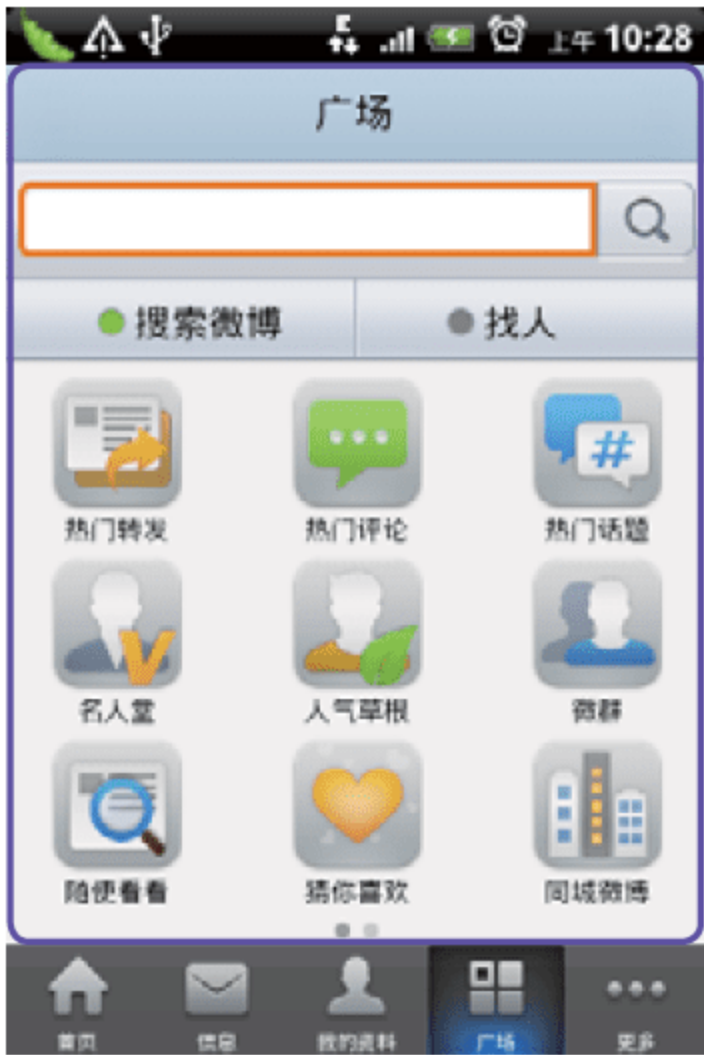 上午 10:28
广场
搜索微博 找人
#
热门转发 热门评论 热门话题
V
名人堂 人气草根 微群
随便看看 猜你喜欢 同城微博
首页 信息 我的资料 广场 更多